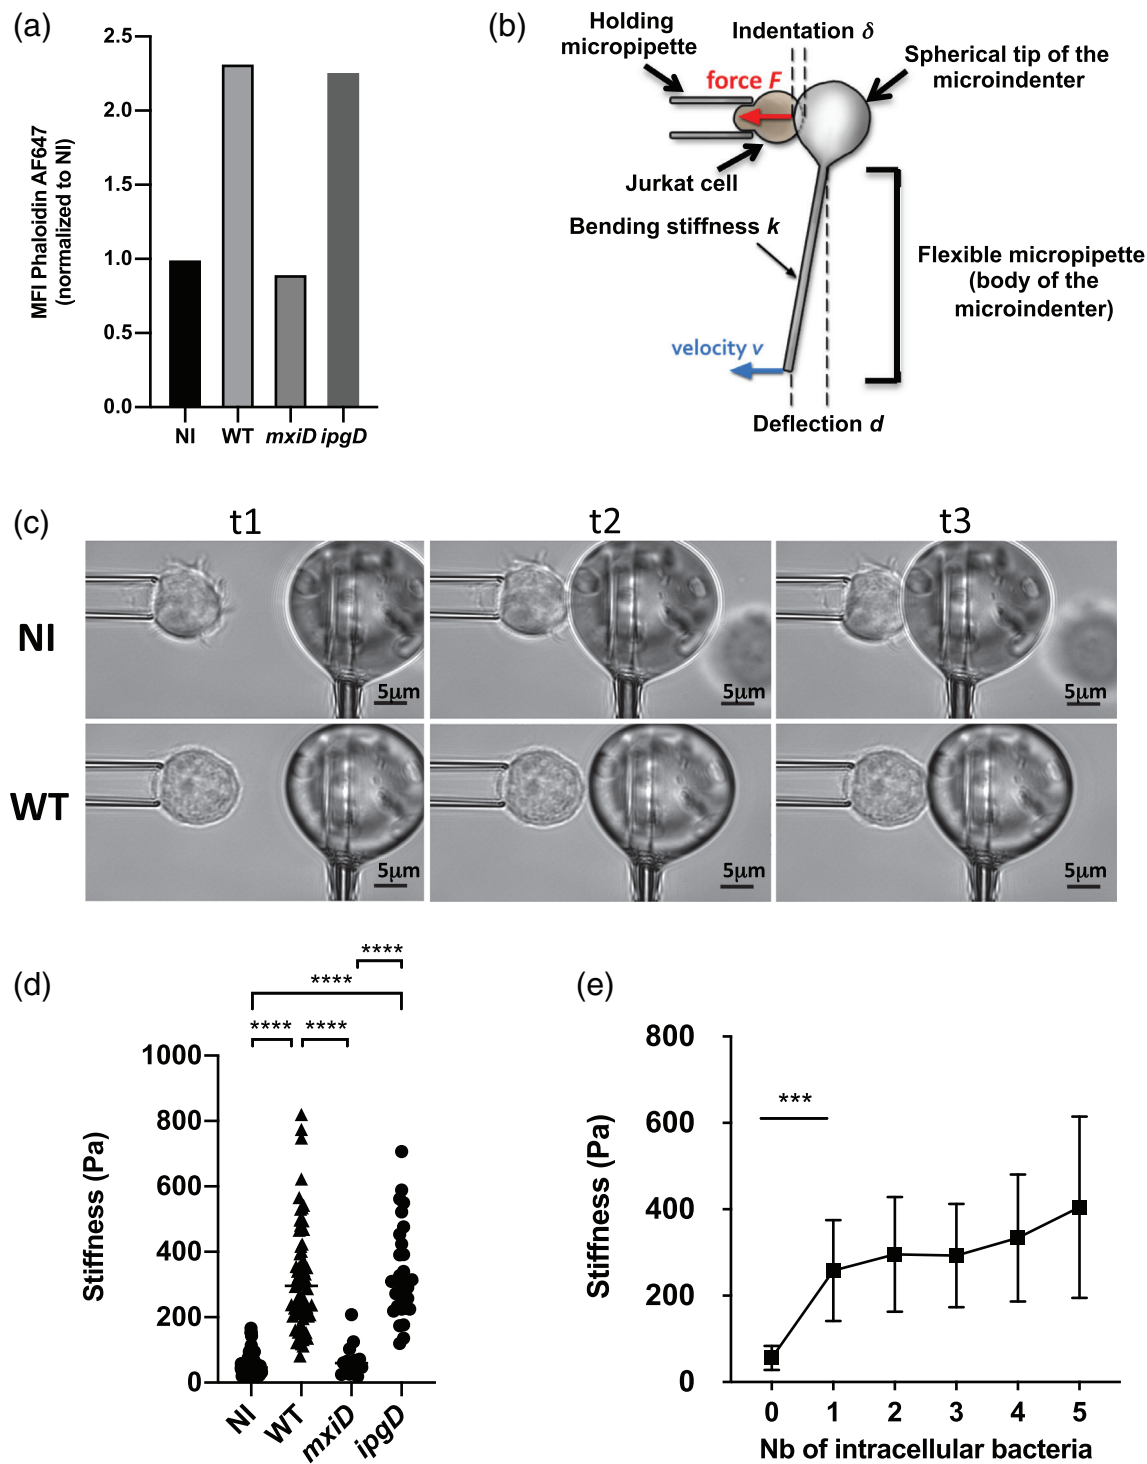 (a)
2.5
2.0
1.5
1.0
0.5
0.0
MFI Phaloidin AF647
(normalized to NI)
NI WT mxiD ipgD
(b)
Holding
micropipette
Indentation δ
Spherical tip of the
microindenter
force F
Jurkat cell
Bending stiffness k
Flexible micropipette
(body of the
microindenter)
velocity v
Deflection d
(c)
t1 t2 t3
NI
5μm 5μm 5μm
WT
5μm 5μm 5μm
(d)
****
****
**** ****
1000
800
600
400
200
0
Stiffness (Pa)
NI WT mxiD ipgD
(e)
800
600
400
200
0
Stiffness (Pa)
***
0 1 2 3 4 5
Nb of intracellular bacteria